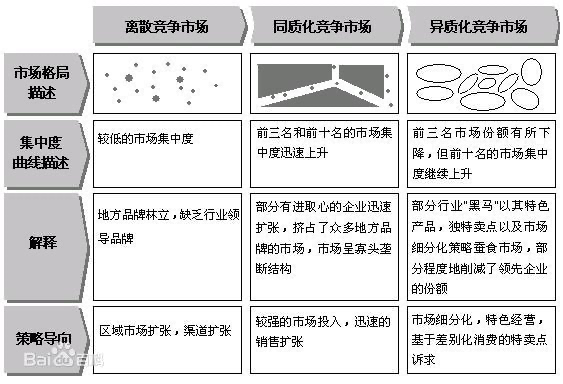 离散竞争市场
同质化竞争市场
异质化竞争市场
市场格局
描述
集中度
曲线描述
较低的市场集中度
前三名和前十名的市场集
中度迅速上升
前三名市场份额有所下
降，但前十名的市场集中
度继续上升
解释
地方品牌林立，缺乏行业领
导品牌
部分有进取心的企业迅速
扩张，挤占了众多地方品
牌的市场，市场呈寡头垄
断结构
部分行业“黑马”以其特色
产品，独特卖点以及市场
细分化策略蚕食市场，部
分程度地削减了领先企业
的份额
策略导向
区域市场扩张，渠道扩张
较强的市场投入，迅速的
销售扩张
市场细分化，特色经营，
基于差别化消费的特卖点
诉求
Bai百科